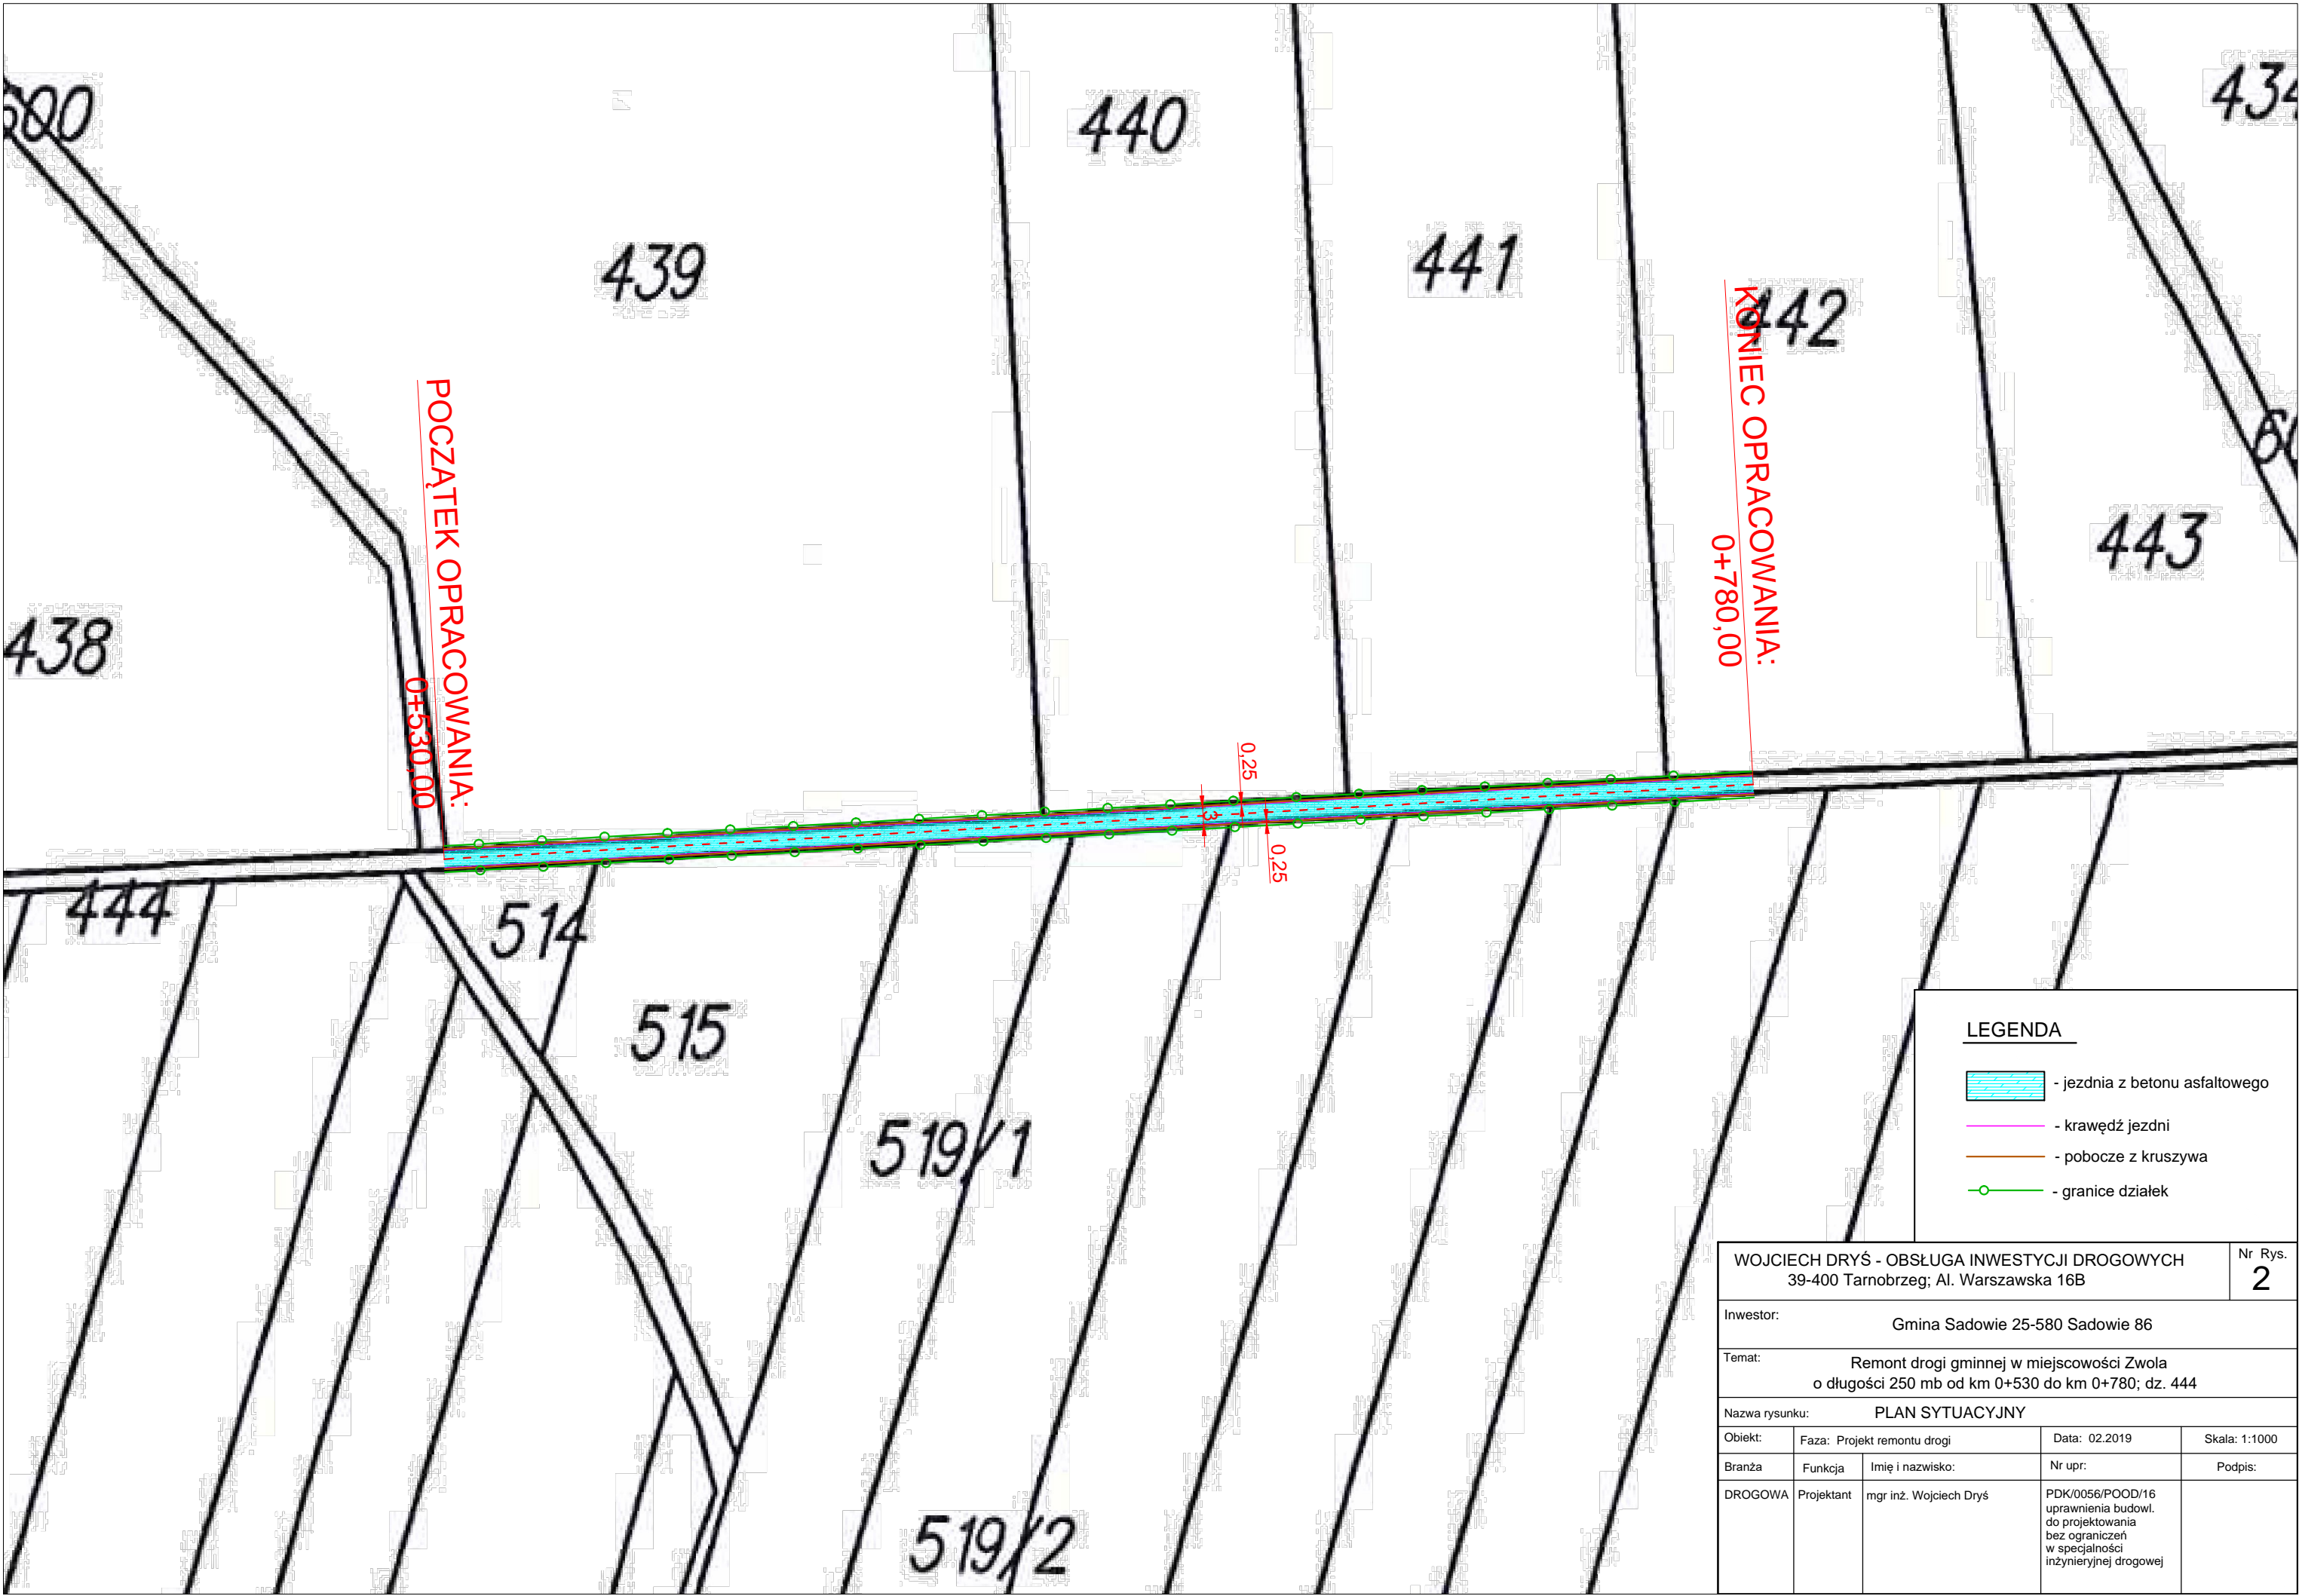 440
434
439
441
442
KONIEC OPRACOWANIA:
0+780,00
POCZĄTEK OPRACOWANIA:
0+530,00
443
438
0,25
3
0,25
444
514
515
519/1
519/2
LEGENDA
- jezdnia z betonu asfaltowego
- krawędź jezdni
- pobocze z kruszywa
- granice działek
WOJCIECH DRYŚ - OBSŁUGA INWESTYCJI DROGOWYCH
39-400 Tarnobrzeg; Al. Warszawska 16B
Nr Rys.
2
Inwestor:
Gmina Sadowie 25-580 Sadowie 86
Temat:
Remont drogi gminnej w miejscowości Zwola
o długości 250 mb od km 0+530 do km 0+780; dz. 444
Nazwa rysunku: PLAN SYTUACYJNY
Obiekt: Faza: Projekt remontu drogi Data: 02.2019 Skala: 1:1000
Branża Funkcja Imię i nazwisko: Nr upr: Podpis:
DROGOWA Projektant mgr inż. Wojciech Dryś PDK/0056/POOD/16
uprawnienia budowl.
do projektowania
bez ograniczeń
w specjalności
inżynieryjnej drogowej